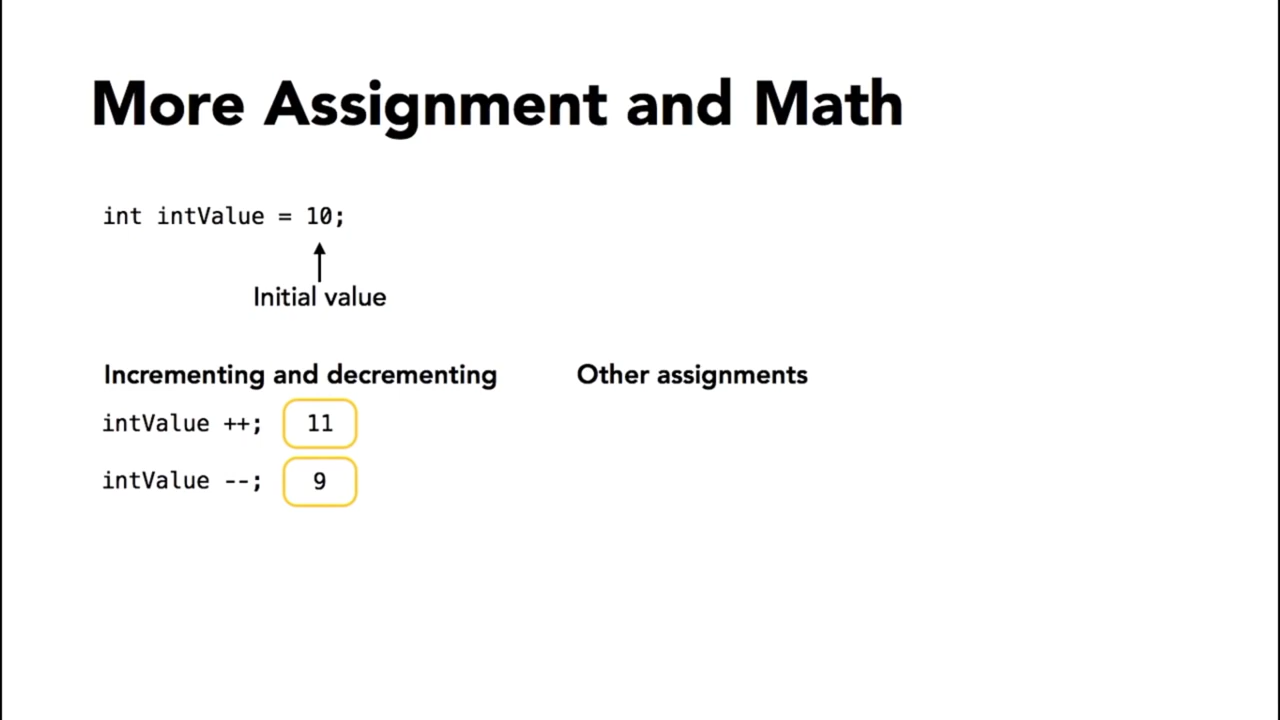 More Assignment and Math
int intValue = 10;
Initial value
Incrementing and decrementing
intValue ++; 11
intValue --; 9
Other assignments